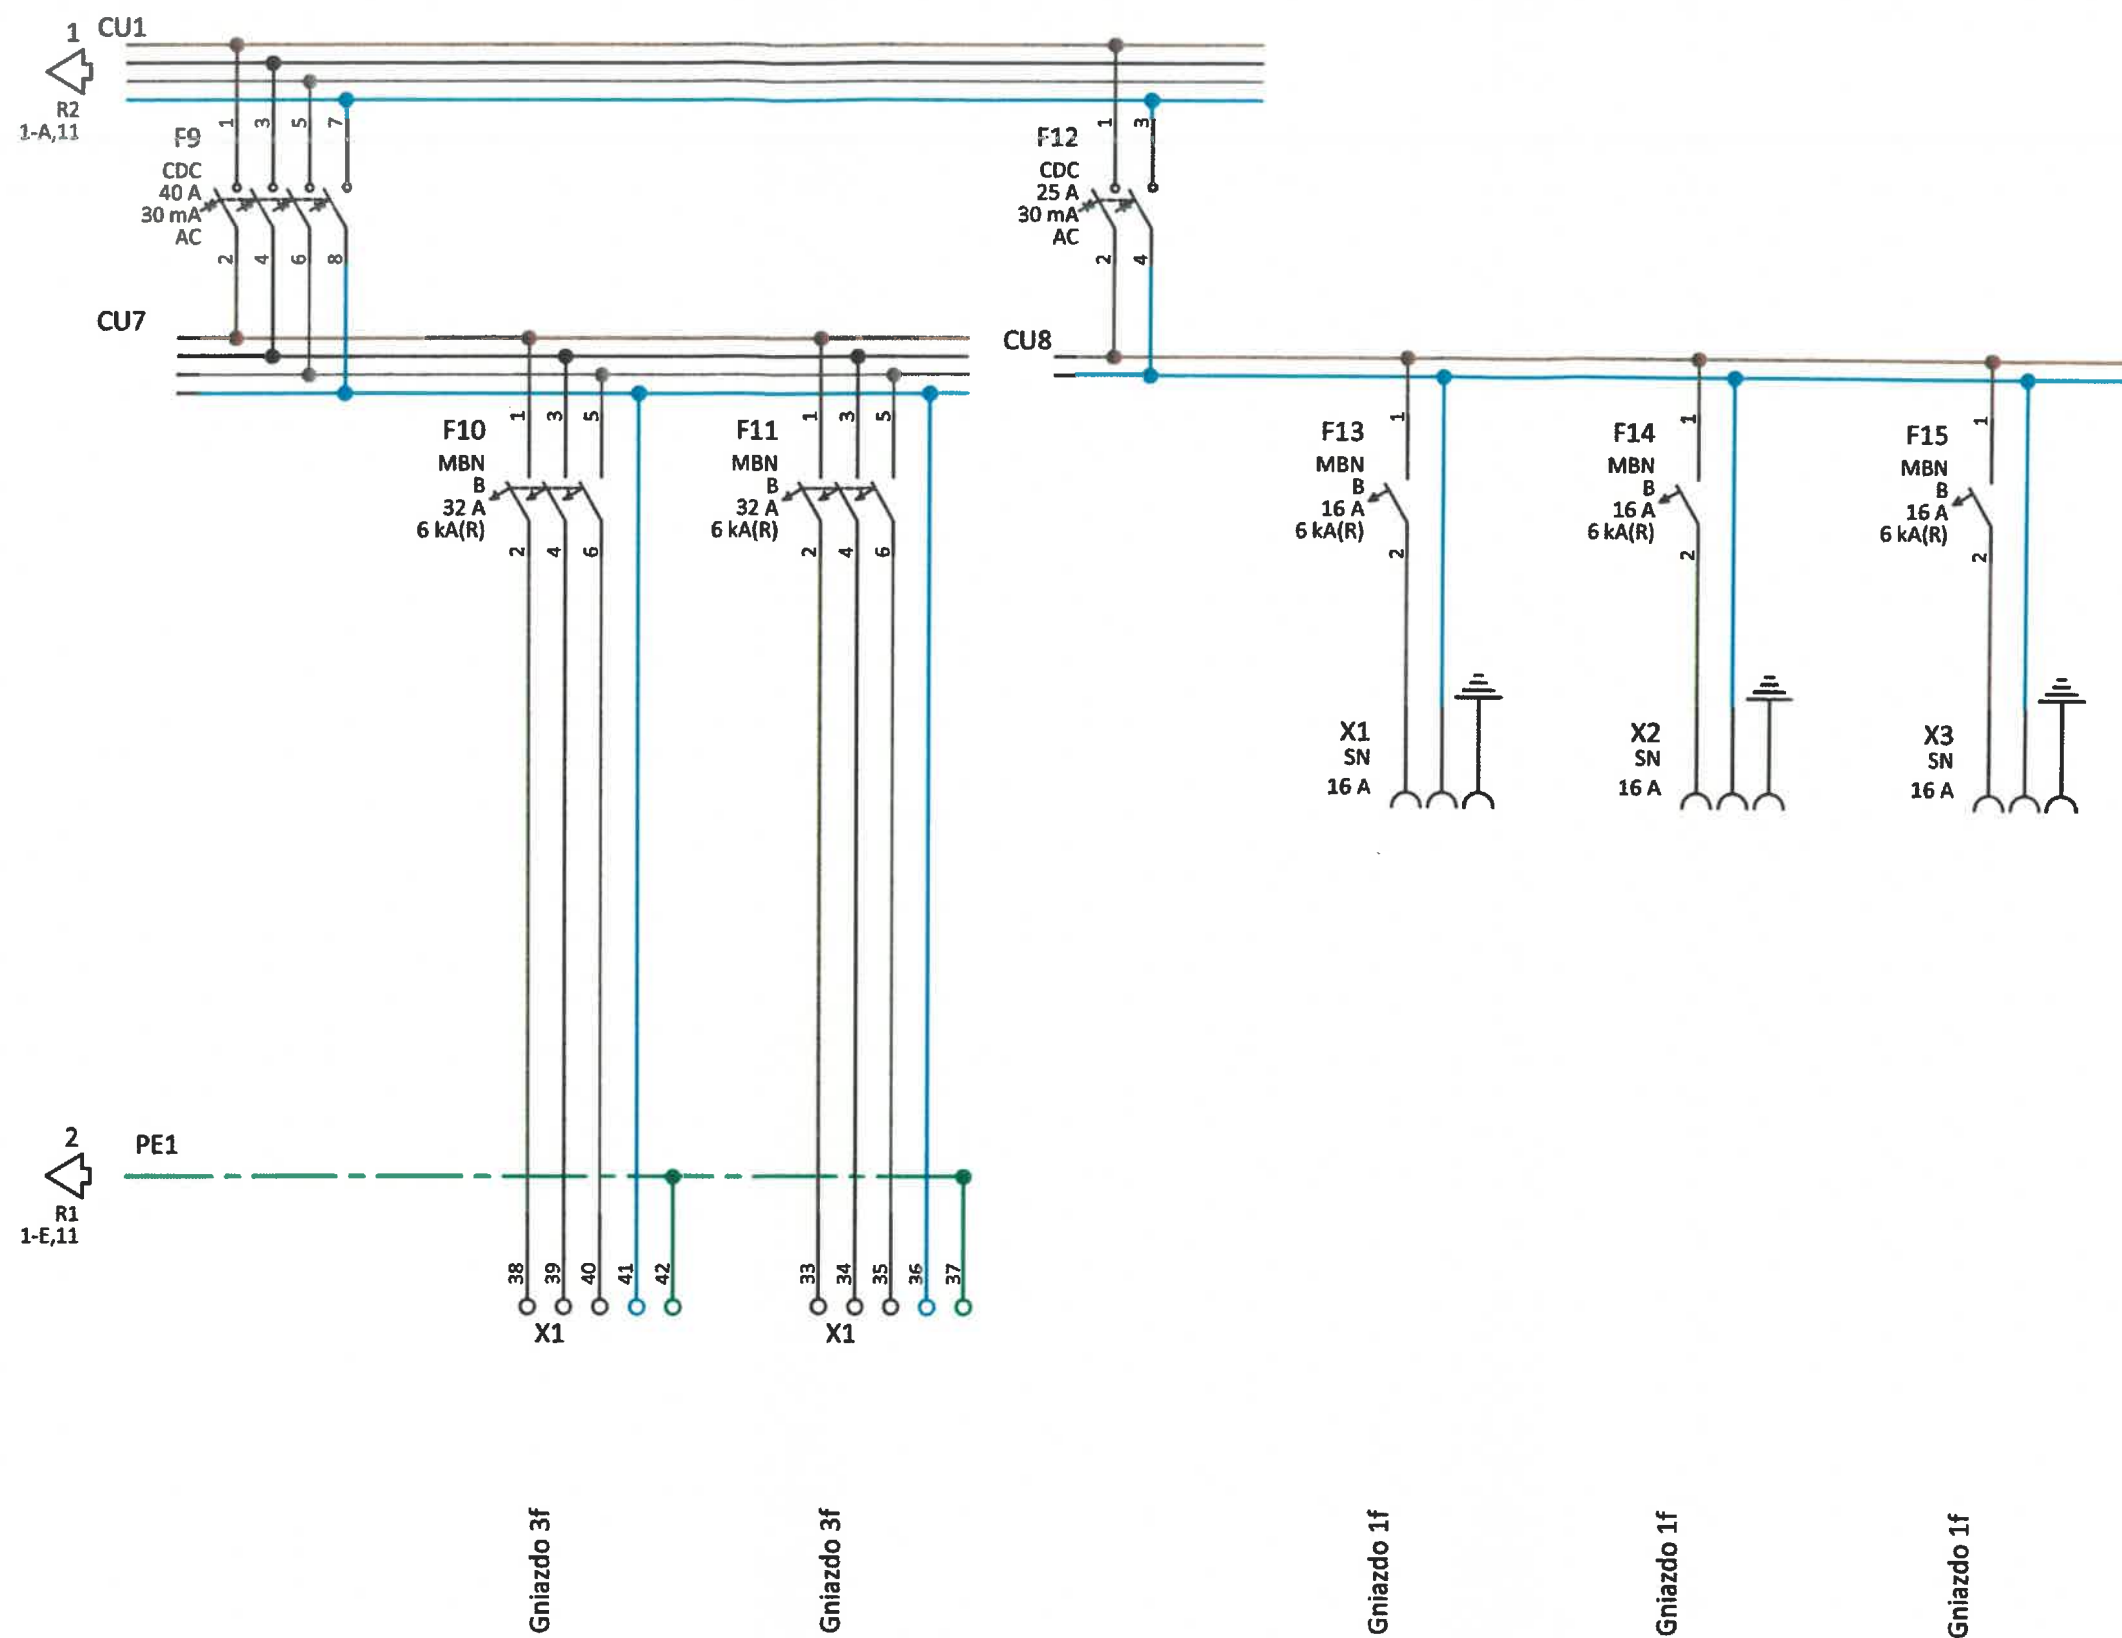 1
CU1
R2
1-A,11
1
3
5
7
F9
CDC
40 A
30 mA
AC
2
4
6
8
1
3
F12
CDC
25 A
30 mA
AC
2
4
CU7
CU8
1
3
5
F10
MBN
B
32 A
6 kA(R)
2
4
6
1
3
5
F11
MBN
B
32 A
6 kA(R)
2
4
6
1
F13
MBN
B
16 A
6 kA(R)
2
1
F14
MBN
B
16 A
6 kA(R)
2
1
F15
MBN
B
16 A
6 kA(R)
2
X1
SN
16 A
X2
SN
16 A
X3
SN
16 A
2
PE1
R1
1-E,11
38
39
40
41
42
X1
33
34
35
36
37
X1
Gniazdo 3f
Gniazdo 3f
Gniazdo 1f
Gniazdo 1f
Gniazdo 1f